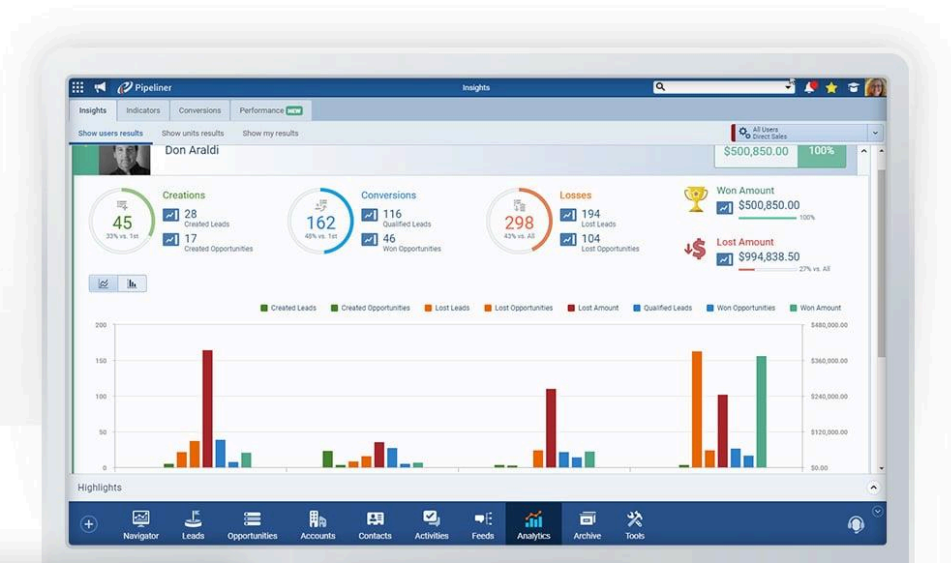 Pipeliner
Insights
Insights Indicators Conversions Performance NEW
Show users results Show units results Show my results
All Users
Direct Sales
Don Araldi
$500,850.00 100%
Creations
45
33% vs. 1st
28
Created Leads
17
Created Opportunities
Conversions
162
116
Qualified Leads
46
Won Opportunities
Losses
298
43% vs. All
194
Lost Leads
104
Lost Opportunities
Won Amount
$500,850.00
100%
Lost Amount
$994,838.50
27% vs. All
Created Leads Created Opportunities Lost Leads Lost Opportunities Lost Amount Qualified Leads Won Opportunities Won Amount
200 $480,000.00
150 $360,000.00
100 $240,000.00
50 $120,000.00
0 $0.00
Highlights
Navigator Leads Opportunities Accounts Contacts Activities Feeds Analytics Archive Tools